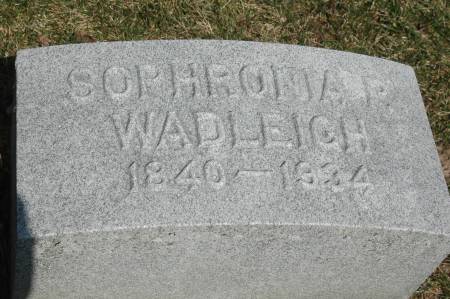 SOPHRONIA P.
WADLEIGH
1840-1934